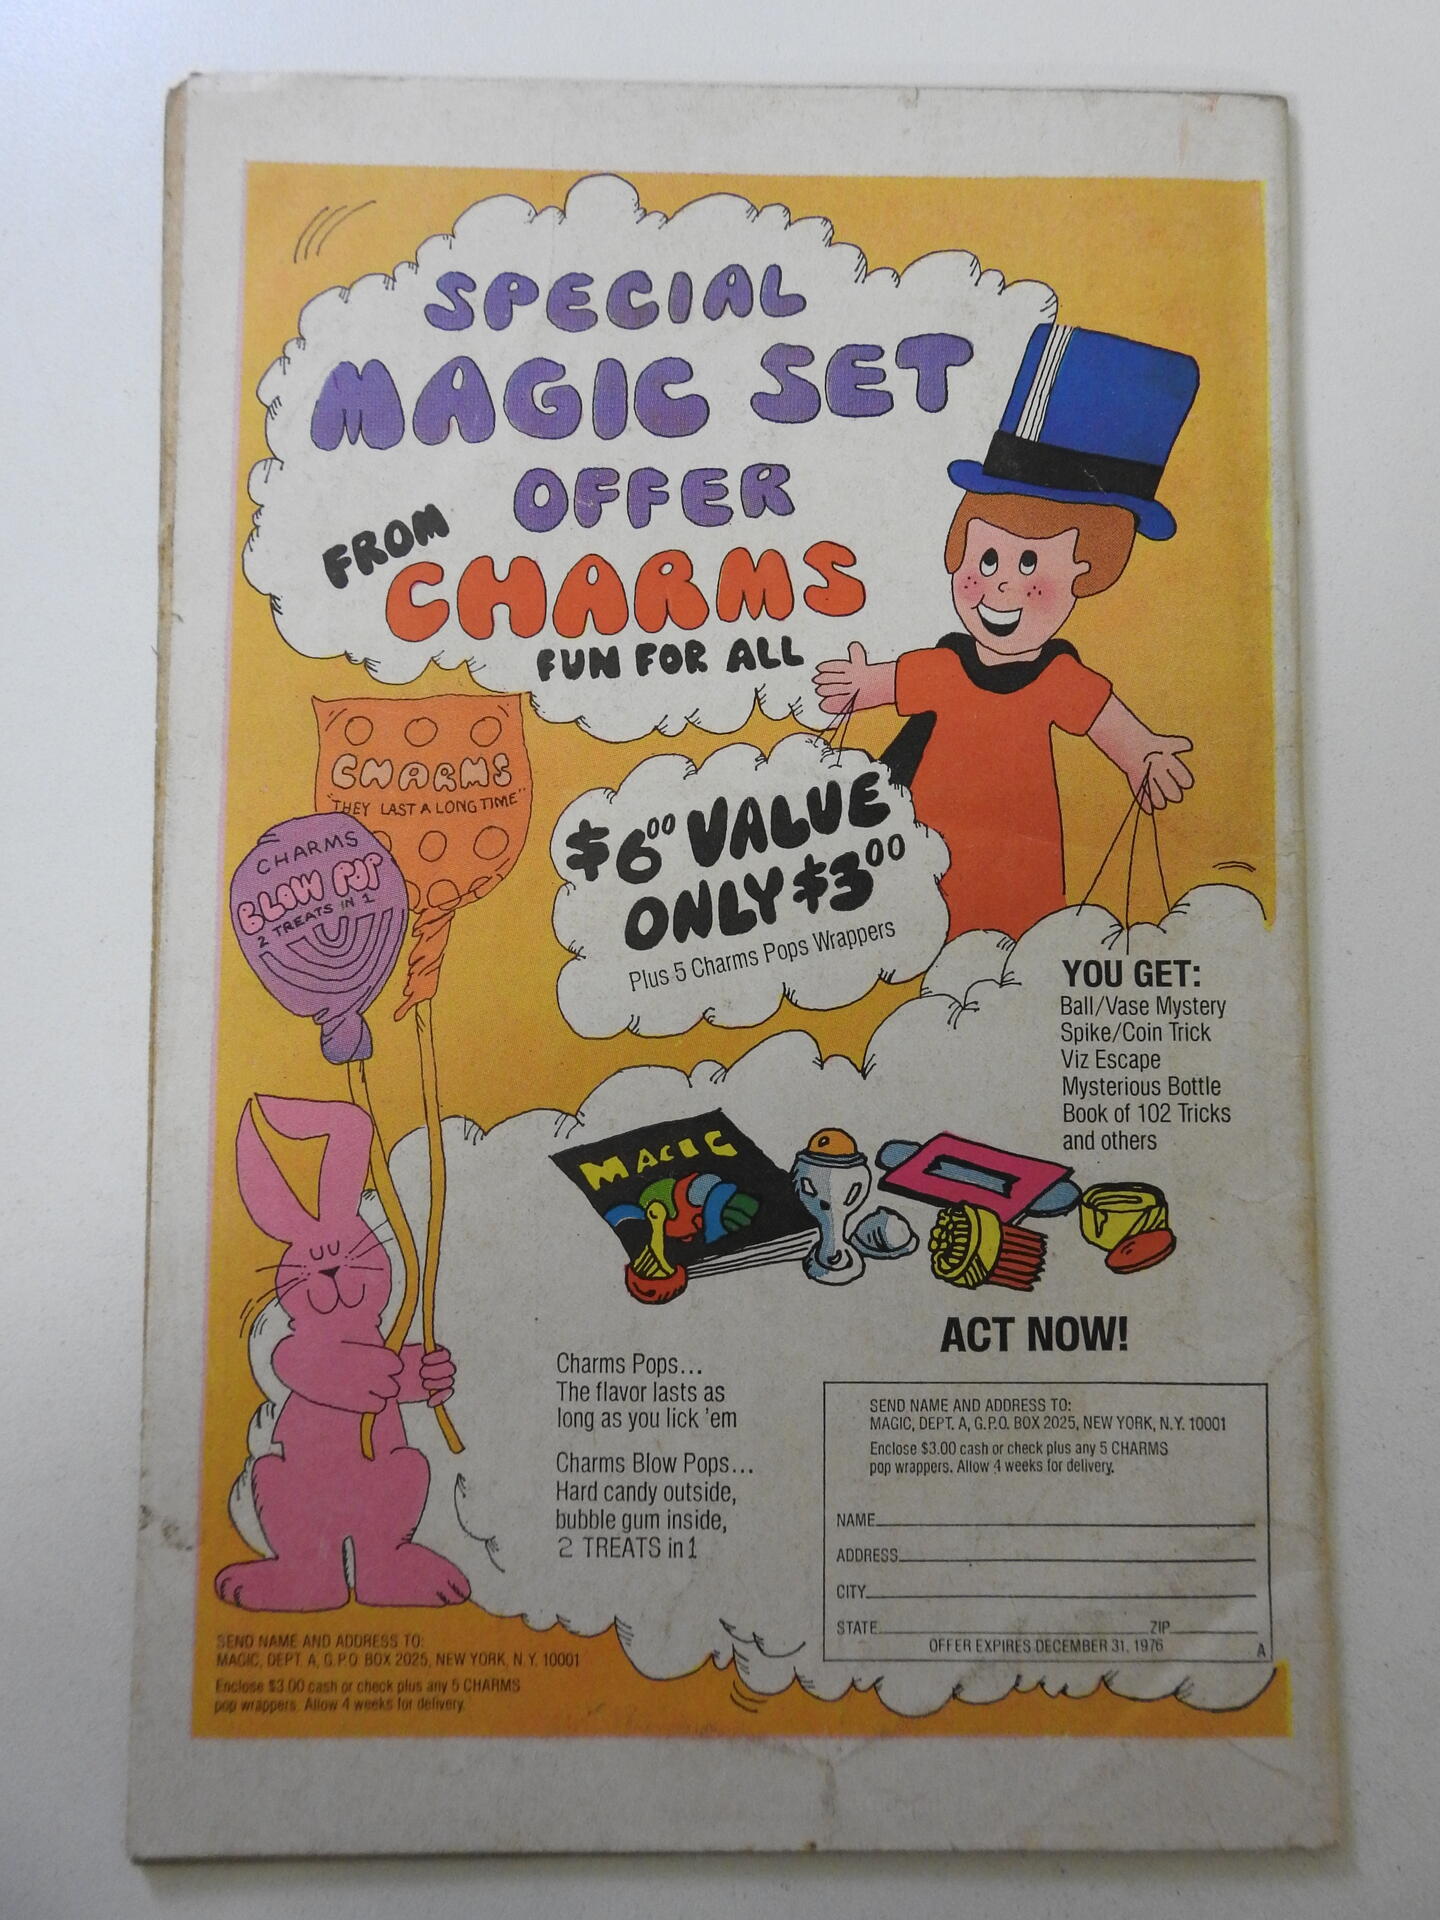 SPECIAL
MAGIC SET
OFFER
FROM
CHARMS
FUN FOR ALL
CHARMS
"THEY LAST A LONG TIME"
CHARMS
BLOW POP
2 TREATS IN 1
$6.00 VALUE
ONLY $3.00
Plus 5 Charms Pops Wrappers
YOU GET:
Ball/Vase Mystery
Spike/Coin Trick
Viz Escape
Mysterious Bottle
Book of 102 Tricks
and others
MAGIC
ACT NOW!
Charms Pops...
The flavor lasts as
long as you lick 'em
Charms Blow Pops...
Hard candy outside,
bubble gum inside,
2 TREATS in 1
SEND NAME AND ADDRESS TO:
MAGIC, DEPT. A, G.P.O. BOX 2025, NEW YORK, N.Y. 10001
Enclose $3.00 cash or check plus any 5 CHARMS
pop wrappers. Allow 4 weeks for delivery.
NAME
ADDRESS
CITY
STATE ZIP
OFFER EXPIRES DECEMBER 31, 1976 A
SEND NAME AND ADDRESS TO:
MAGIC, DEPT. A, G.P.O. BOX 2025, NEW YORK, N.Y. 10001
Enclose $3.00 cash or check plus any 5 CHARMS
pop wrappers. Allow 4 weeks for delivery.